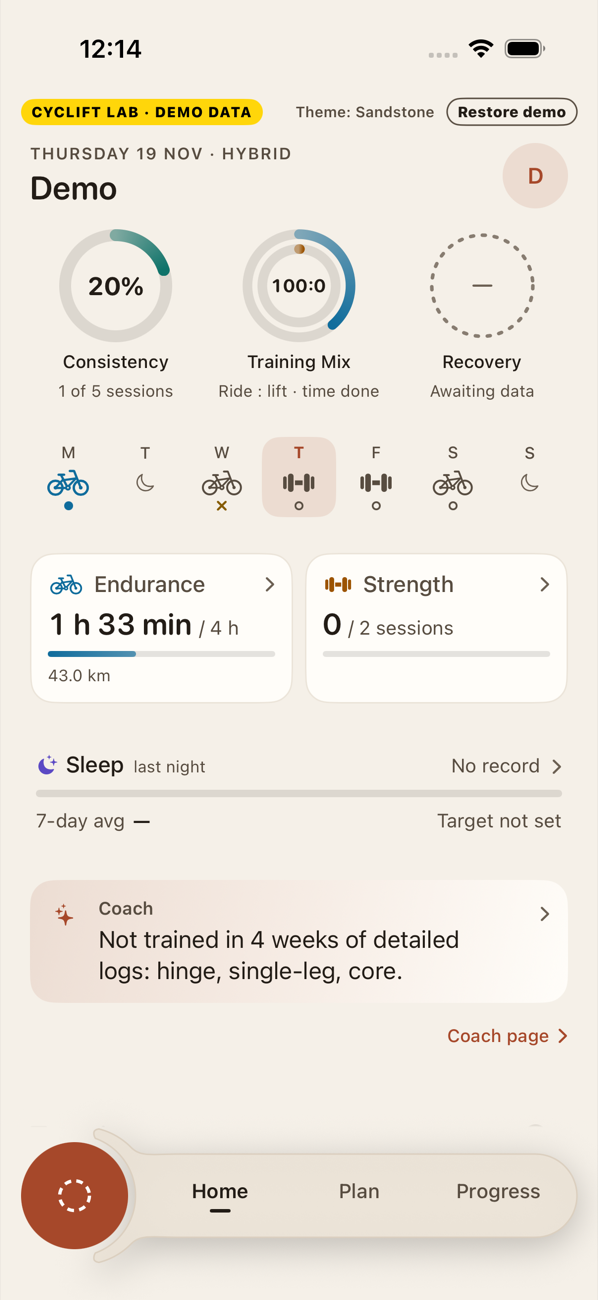 12:14
CYCLIFT LAB · DEMO DATA
Theme: Sandstone
Restore demo
THURSDAY 19 NOV · HYBRID
Demo
D
20%
100:0
—
Consistency
Training Mix
Recovery
1 of 5 sessions
Ride : lift · time done
Awaiting data
M T W T F S S
Endurance
1 h 33 min / 4 h
43.0 km
Strength
0 / 2 sessions
Sleep last night
No record
7-day avg —
Target not set
Coach
Not trained in 4 weeks of detailed
logs: hinge, single-leg, core.
Coach page
Home
Plan
Progress